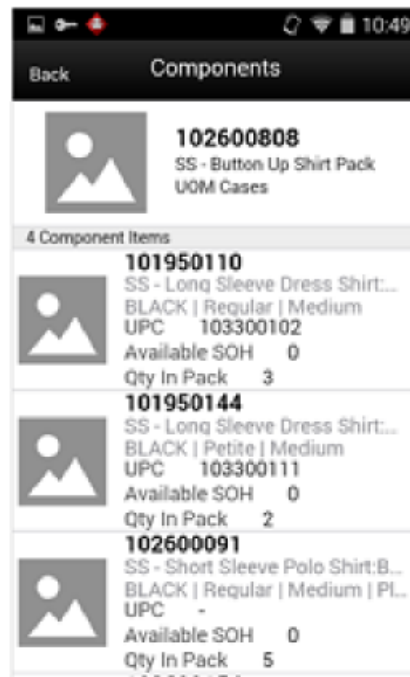 10:49
Back
Components
102600808
SS - Button Up Shirt Pack
UOM Cases
4 Component Items
101950110
SS - Long Sleeve Dress Shirt:...
BLACK | Regular | Medium
UPC 103300102
Available SOH 0
Qty In Pack 3
101950144
SS - Long Sleeve Dress Shirt:...
BLACK | Petite | Medium
UPC 103300111
Available SOH 0
Qty In Pack 2
102600091
SS - Short Sleeve Polo Shirt:B...
BLACK | Regular | Medium | Pl...
UPC -
Available SOH 0
Qty In Pack 5